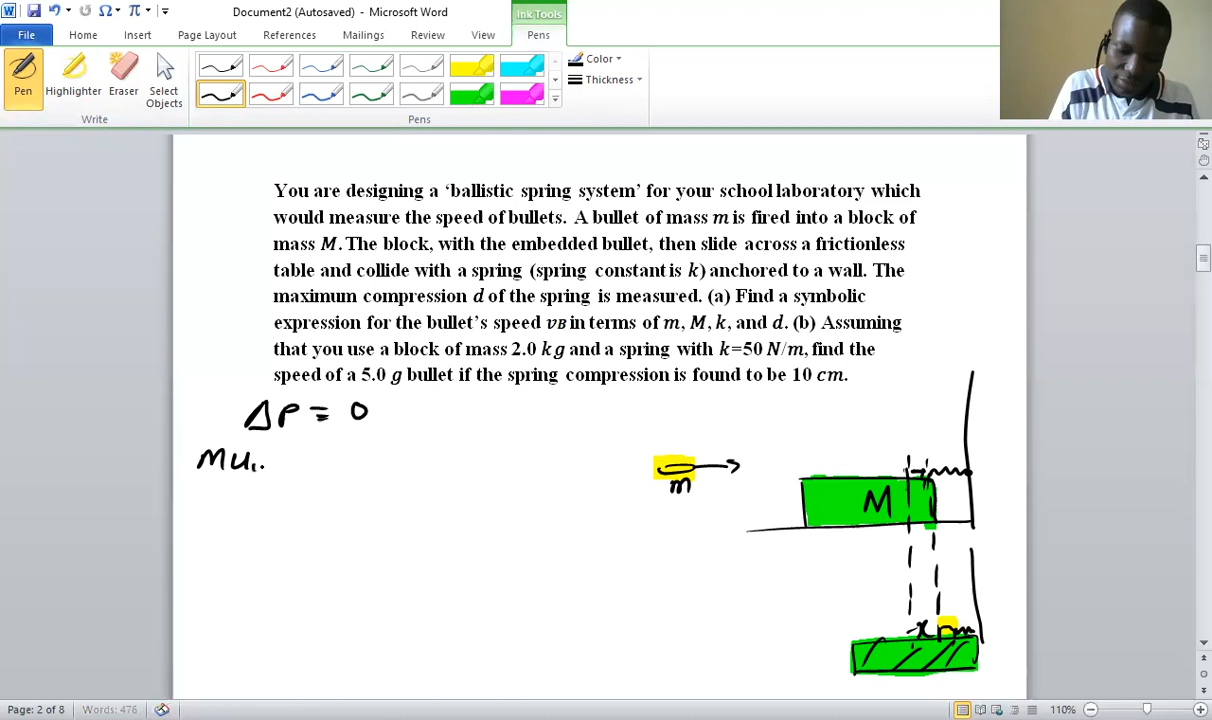 Document2 (Autosaved) - Microsoft Word
Ink Tools
File Home Insert Page Layout References Mailings Review View Pens
Pen
Highlighter
Eraser
Select Objects
Color
Thickness
Write
Pens
You are designing a ‘ballistic spring system’ for your school laboratory which
would measure the speed of bullets. A bullet of mass m is fired into a block of
mass M. The block, with the embedded bullet, then slide across a frictionless
table and collide with a spring (spring constant is k) anchored to a wall. The
maximum compression d of the spring is measured. (a) Find a symbolic
expression for the bullet’s speed vB in terms of m, M, k, and d. (b) Assuming
that you use a block of mass 2.0 kg and a spring with k=50 N/m, find the
speed of a 5.0 g bullet if the spring compression is found to be 10 cm.
ΔP = 0
Mu₁
m
M
x
Page: 2 of 8 Words: 476 110%